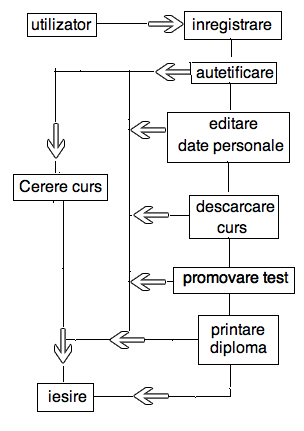 utilizator
inregistrare
autetificare
editare
date personale
Cerere curs
descarcare
curs
promovare test
printare
diploma
iesire